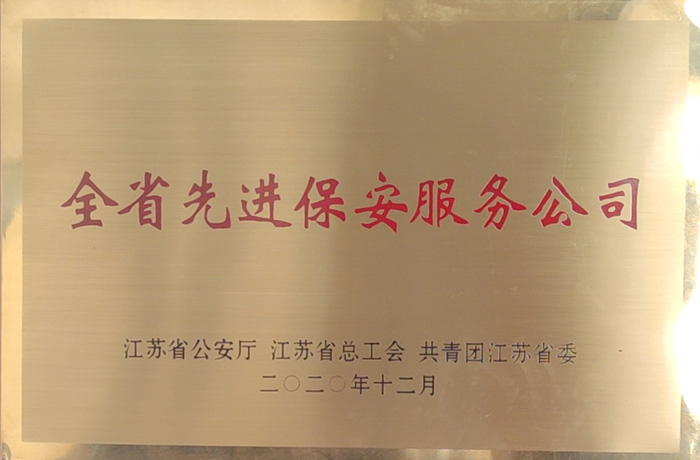 全省先进保安服务公司
江苏省公安厅 江苏省总工会 共青团江苏省委
二〇二〇年十二月